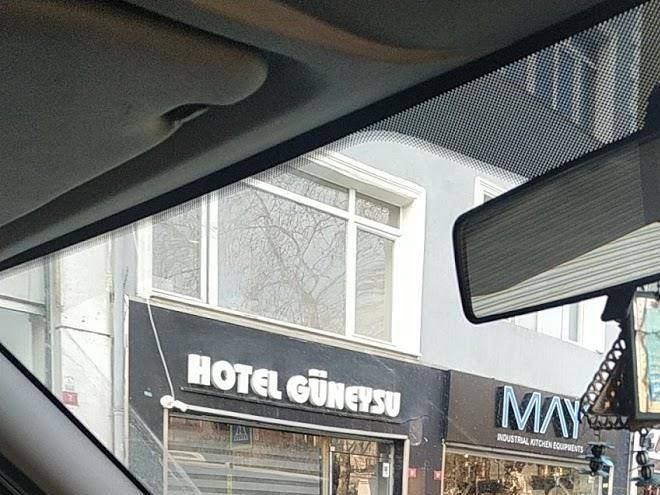 HOTEL GÜNEYSU
MAY
INDUSTRIAL KITCHEN EQUIPMENTS